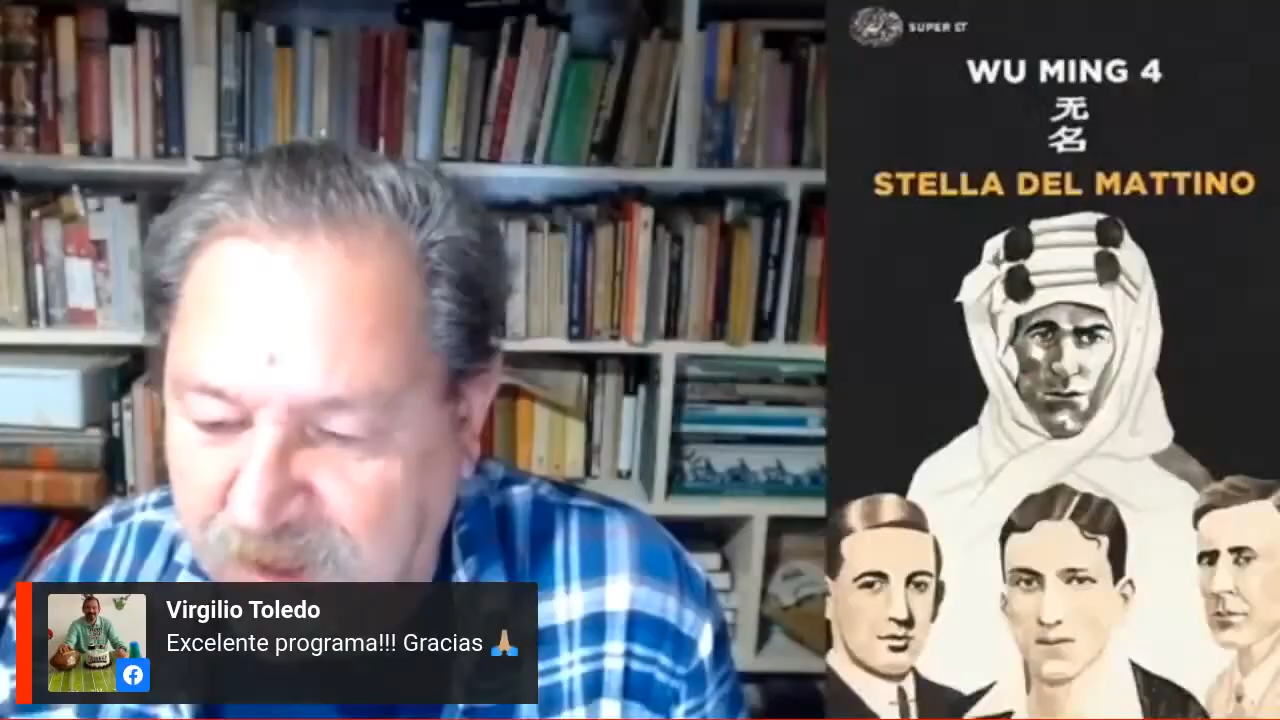 SUPER ET
WU MING 4
无
名
STELLA DEL MATTINO
Virgilio Toledo
Excelente programa!!! Gracias 🙏🏼